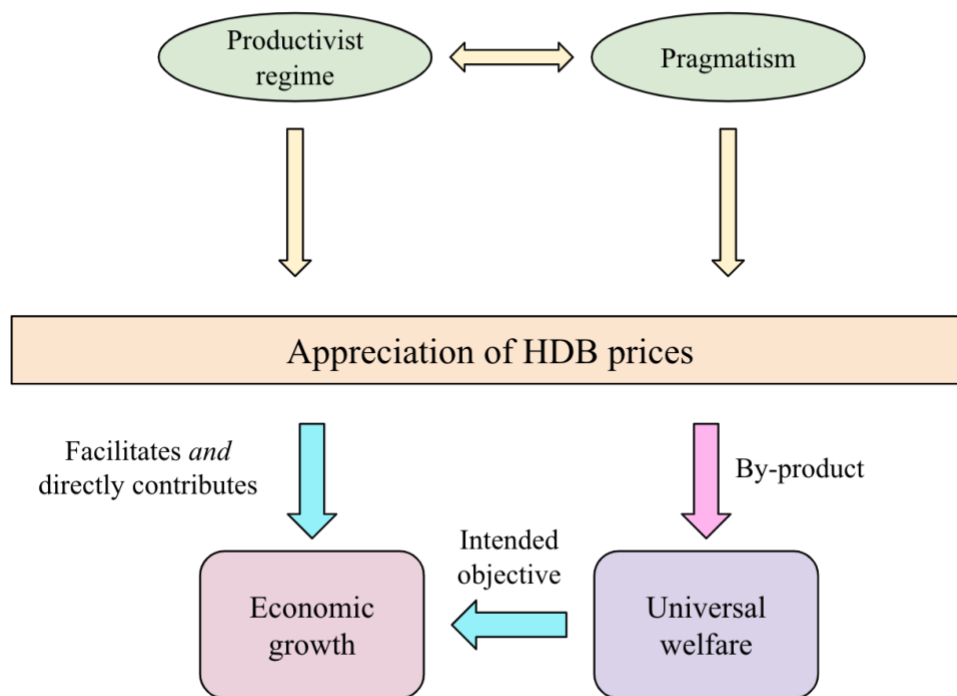 Productivist
regime
Pragmatism
Appreciation of HDB prices
Facilitates and
directly contributes
By-product
Intended
objective
Economic
growth
Universal
welfare